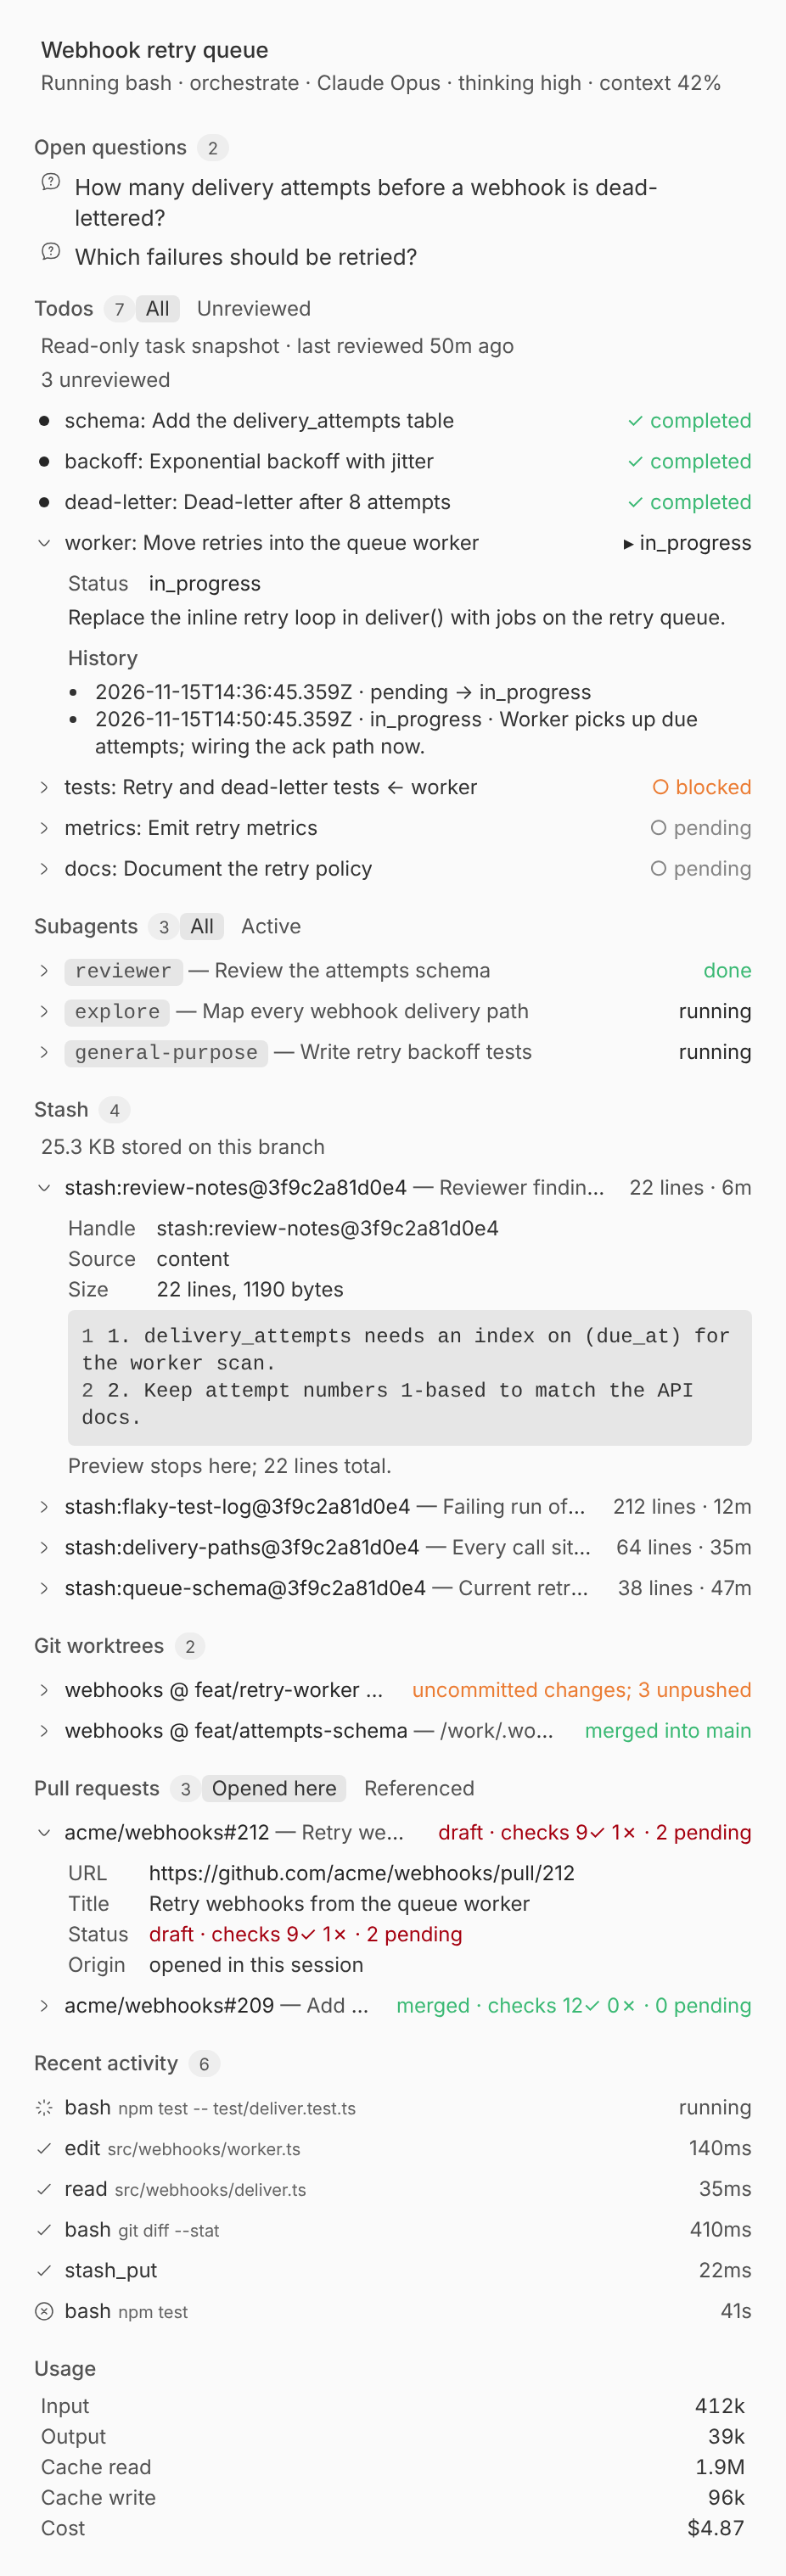 Webhook retry queue
Running bash · orchestrate · Claude Opus · thinking high · context 42%
Open questions 2
How many delivery attempts before a webhook is dead-
lettered?
Which failures should be retried?
Todos 7 All Unreviewed
Read-only task snapshot · last reviewed 50m ago
3 unreviewed
● schema: Add the delivery_attempts table ✓ completed
● backoff: Exponential backoff with jitter ✓ completed
● dead-letter: Dead-letter after 8 attempts ✓ completed
worker: Move retries into the queue worker ▸ in_progress
Status in_progress
Replace the inline retry loop in deliver() with jobs on the retry queue.
History
• 2026-11-15T14:36:45.359Z · pending → in_progress
• 2026-11-15T14:50:45.359Z · in_progress · Worker picks up due
attempts; wiring the ack path now.
tests: Retry and dead-letter tests ← worker ○ blocked
metrics: Emit retry metrics ○ pending
docs: Document the retry policy ○ pending
Subagents 3 All Active
reviewer — Review the attempts schema done
explore — Map every webhook delivery path running
general-purpose — Write retry backoff tests running
Stash 4
25.3 KB stored on this branch
stash:review-notes@3f9c2a81d0e4 — Reviewer findin... 22 lines · 6m
Handle stash:review-notes@3f9c2a81d0e4
Source content
Size 22 lines, 1190 bytes
1 1. delivery_attempts needs an index on (due_at) for
the worker scan.
2 2. Keep attempt numbers 1-based to match the API
docs.
Preview stops here; 22 lines total.
stash:flaky-test-log@3f9c2a81d0e4 — Failing run of... 212 lines · 12m
stash:delivery-paths@3f9c2a81d0e4 — Every call sit... 64 lines · 35m
stash:queue-schema@3f9c2a81d0e4 — Current retr... 38 lines · 47m
Git worktrees 2
webhooks @ feat/retry-worker ... uncommitted changes; 3 unpushed
webhooks @ feat/attempts-schema — /work/.wo... merged into main
Pull requests 3 Opened here Referenced
acme/webhooks#212 — Retry we... draft · checks 9✓ 1× · 2 pending
URL https://github.com/acme/webhooks/pull/212
Title Retry webhooks from the queue worker
Status draft · checks 9✓ 1× · 2 pending
Origin opened in this session
acme/webhooks#209 — Add ... merged · checks 12✓ 0× · 0 pending
Recent activity 6
bash npm test -- test/deliver.test.ts running
✓ edit src/webhooks/worker.ts 140ms
✓ read src/webhooks/deliver.ts 35ms
✓ bash git diff --stat 410ms
✓ stash_put 22ms
bash npm test 41s
Usage
Input 412k
Output 39k
Cache read 1.9M
Cache write 96k
Cost $4.87